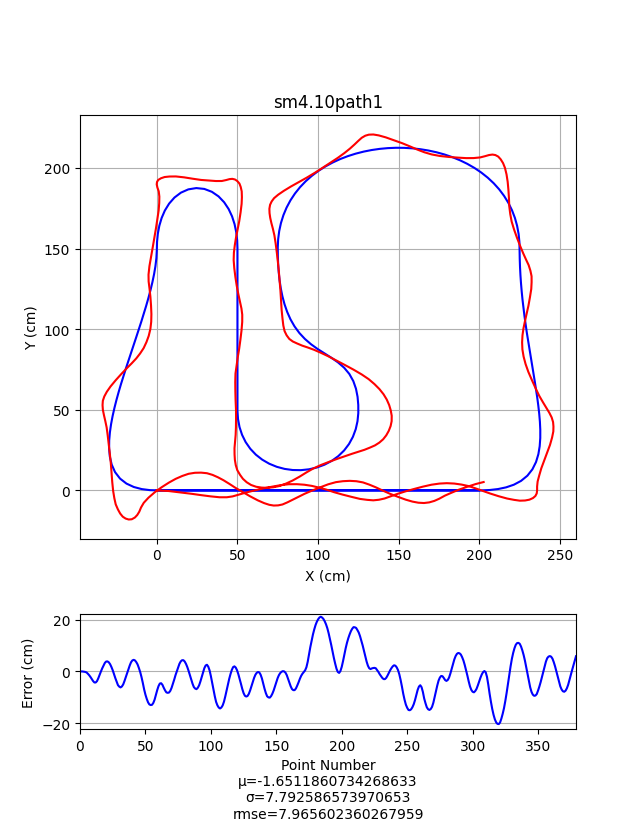 sm4.10path1
200
150
100
50
0
Y (cm)
0 50 100 150 200 250
X (cm)
20
0
−20
Error (cm)
0 50 100 150 200 250 300 350
Point Number
μ=-1.6511860734268633
σ=7.792586573970653
rmse=7.965602360267959